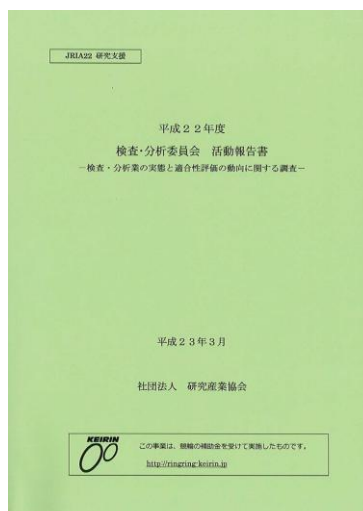 JRIA22 研究支援
平成２２年度
検査・分析委員会　活動報告書
－検査・分析業の実態と適合性評価の動向に関する調査－
平成２３年３月
社団法人　研究産業協会
KEIRIN
この事業は、競輪の補助金を受けて実施したものです。
http://ringring-keirin.jp